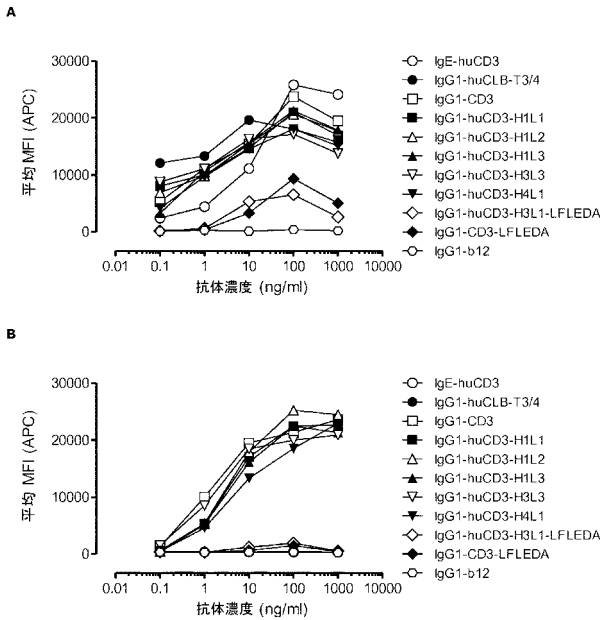 A
30000
20000
10000
0
平均 MFI (APC)
0.01 0.1 1 10 100 1000 10000
抗体濃度 (ng/ml)
IgE-huCD3
IgG1-huCLB-T3/4
IgG1-CD3
IgG1-huCD3-H1L1
IgG1-huCD3-H1L2
IgG1-huCD3-H1L3
IgG1-huCD3-H3L3
IgG1-huCD3-H4L1
IgG1-huCD3-H3L1-LFLEDA
IgG1-CD3-LFLEDA
IgG1-b12
B
30000
20000
10000
0
平均 MFI (APC)
0.01 0.1 1 10 100 1000 10000
抗体濃度 (ng/ml)
IgE-huCD3
IgG1-huCLB-T3/4
IgG1-CD3
IgG1-huCD3-H1L1
IgG1-huCD3-H1L2
IgG1-huCD3-H1L3
IgG1-huCD3-H3L3
IgG1-huCD3-H4L1
IgG1-huCD3-H3L1-LFLEDA
IgG1-CD3-LFLEDA
IgG1-b12